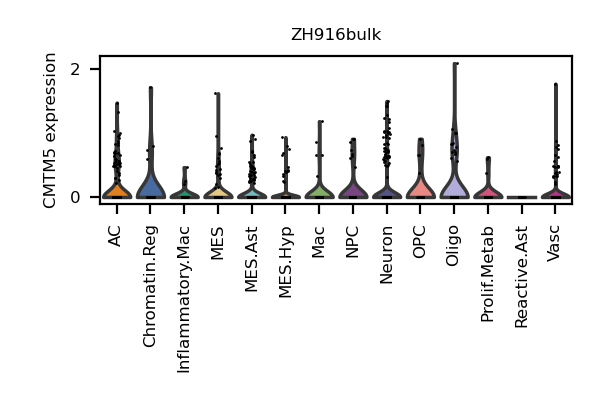 ZH916bulk
CMTM5 expression
2
0
AC
Chromatin.Reg
Inflammatory.Mac
MES
MES.Ast
MES.Hyp
Mac
NPC
Neuron
OPC
Oligo
Prolif.Metab
Reactive.Ast
Vasc